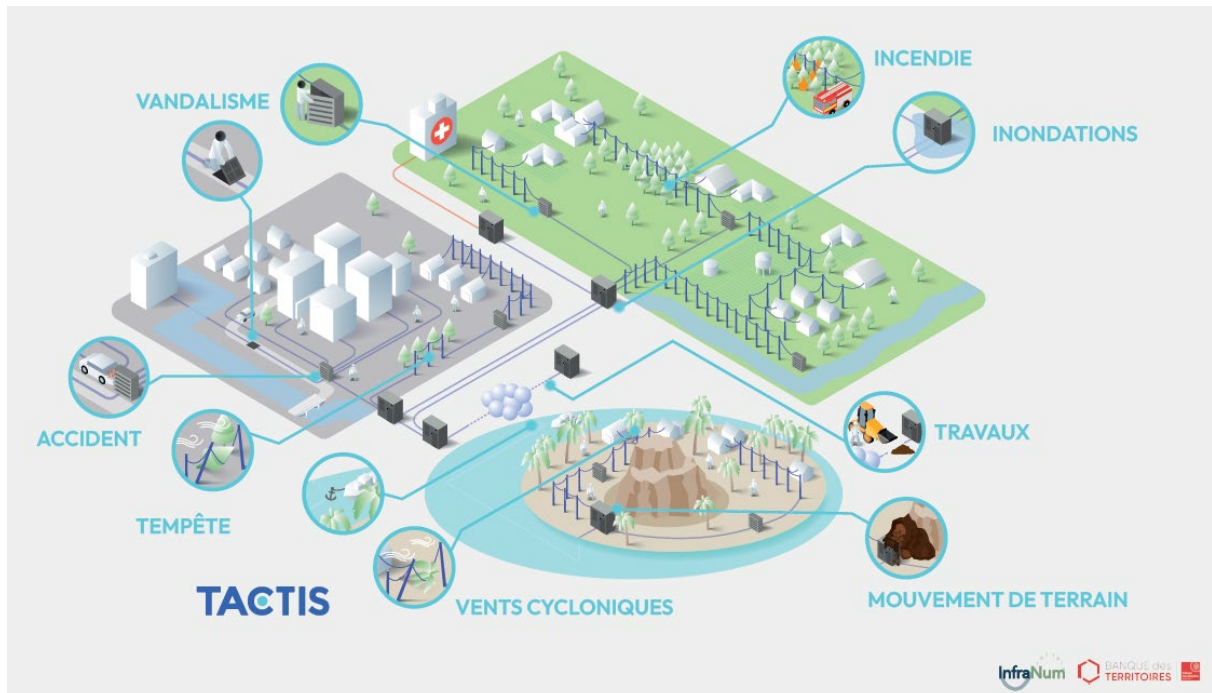 INCENDIE
VANDALISME
INONDATIONS
ACCIDENT
TRAVAUX
TEMPÊTE
VENTS CYCLONIQUES
MOUVEMENT DE TERRAIN
TACTIS
InfraNum
BANQUE des
TERRITOIRES